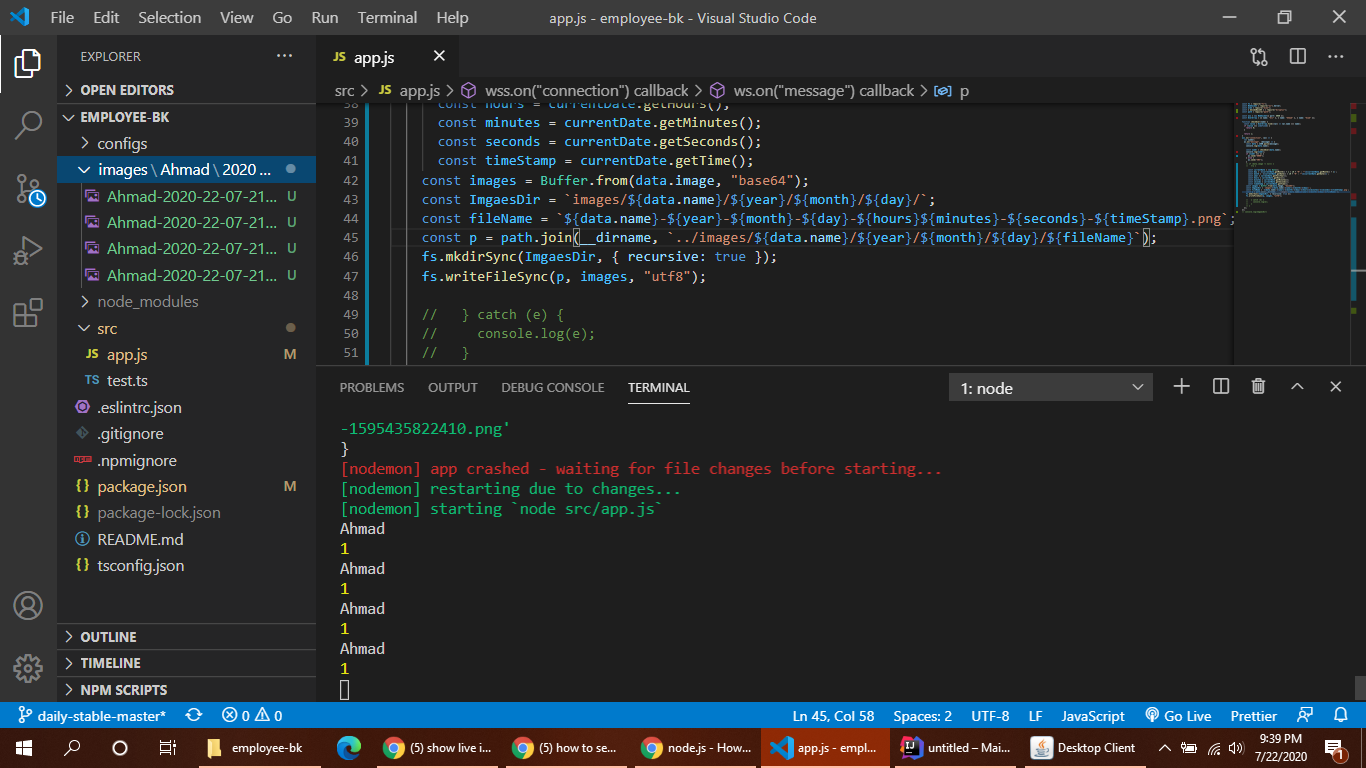 File Edit Selection View Go Run Terminal Help
app.js - employee-bk - Visual Studio Code
EXPLORER
OPEN EDITORS
EMPLOYEE-BK
configs
images \ Ahmad \ 2020 ...
Ahmad-2020-22-07-21... U
Ahmad-2020-22-07-21... U
Ahmad-2020-22-07-21... U
Ahmad-2020-22-07-21... U
node_modules
src
JS app.js M
TS test.ts
.eslintrc.json
.gitignore
.npmignore
{} package.json M
{} package-lock.json
README.md
{} tsconfig.json
OUTLINE
TIMELINE
NPM SCRIPTS
JS app.js
src > JS app.js > wss.on("connection") callback > ws.on("message") callback > p
38 const hours = currentDate.getHours();
39 const minutes = currentDate.getMinutes();
40 const seconds = currentDate.getSeconds();
41 const timeStamp = currentDate.getTime();
42 const images = Buffer.from(data.image, "base64");
43 const ImgaesDir = `images/${data.name}/${year}/${month}/${day}/`;
44 const fileName = `${data.name}-${year}-${month}-${day}-${hours}${minutes}-${seconds}-${timeStamp}.png`;
45 const p = path.join(__dirname, `../images/${data.name}/${year}/${month}/${day}/${fileName}`);
46 fs.mkdirSync(ImgaesDir, { recursive: true });
47 fs.writeFileSync(p, images, "utf8");
48
49 // } catch (e) {
50 // console.log(e);
51 // }
PROBLEMS OUTPUT DEBUG CONSOLE TERMINAL
1: node
-1595435822410.png'
}
[nodemon] app crashed - waiting for file changes before starting...
[nodemon] restarting due to changes...
[nodemon] starting `node src/app.js`
Ahmad
1
Ahmad
1
Ahmad
1
Ahmad
1
daily-stable-master* 0 0 Ln 45, Col 58 Spaces: 2 UTF-8 LF JavaScript Go Live Prettier
employee-bk (5) show live i... (5) how to se... node.js - How... app.js - empl... untitled – Mai... Desktop Client
9:39 PM
7/22/2020
1